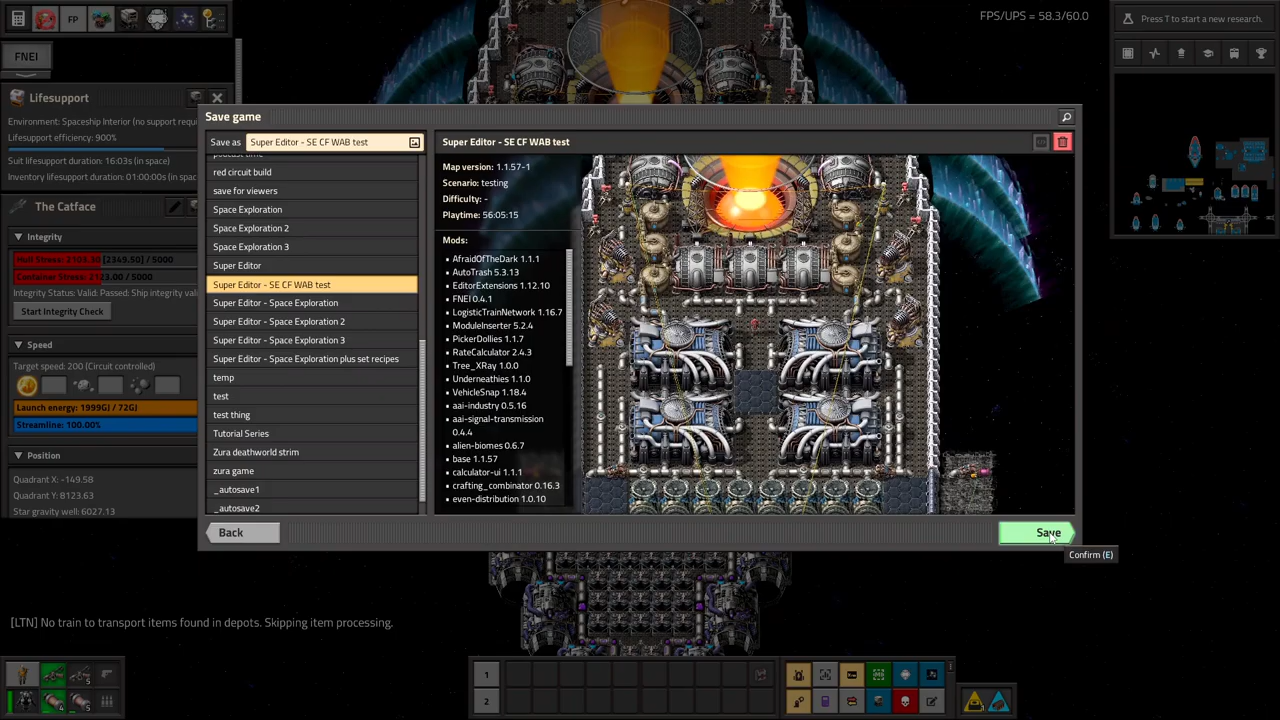 FP
FPS/UPS = 58.3/60.0
Press T to start a new research.
FNEI
Lifesupport
Environment: Spaceship Interior (no support requi
Lifesupport efficiency: 900%
Suit lifesupport duration: 16:03s (in space)
Inventory lifesupport duration: 01:00:00s (in spac
The Catface
Integrity
[2349.50] / 5000
Container Stress: 2123.00 / 5000
Integrity Status: Valid: Passed: Ship integrity vali
Start Integrity Check
Speed
Target speed: 200 (Circuit controlled)
Launch energy: 1999GJ / 72GJ
Streamline: 100.00%
Position
Quadrant X: -149.58
Quadrant Y: 8123.63
Star gravity well: 6027.13
Save game
Save as
Super Editor - SE CF WAB test
podcast time
red circuit build
save for viewers
Space Exploration
Space Exploration 2
Space Exploration 3
Super Editor
Super Editor - SE CF WAB test
Super Editor - Space Exploration
Super Editor - Space Exploration 2
Super Editor - Space Exploration 3
Super Editor - Space Exploration plus set recipes
temp
test
test thing
Tutorial Series
Zura deathworld strim
zura game
_autosave1
_autosave2
Super Editor - SE CF WAB test
Map version: 1.1.57-1
Scenario: testing
Difficulty: -
Playtime: 56:05:15
Mods:
• AfraidOfTheDark 1.1.1
• AutoTrash 5.3.13
• EditorExtensions 1.12.10
• FNEI 0.4.1
• LogisticTrainNetwork 1.16.7
• ModuleInserter 5.2.4
• PickerDollies 1.1.7
• RateCalculator 2.4.3
• Tree_XRay 1.0.0
• Underneathies 1.1.0
• VehicleSnap 1.18.4
• aai-industry 0.5.16
• aai-signal-transmission
0.4.4
• alien-biomes 0.6.7
• base 1.1.57
• calculator-ui 1.1.1
• crafting_combinator 0.16.3
• even-distribution 1.0.10
Back
Save
Confirm (E)
[LTN] No train to transport items found in depots. Skipping item processing.
1
2